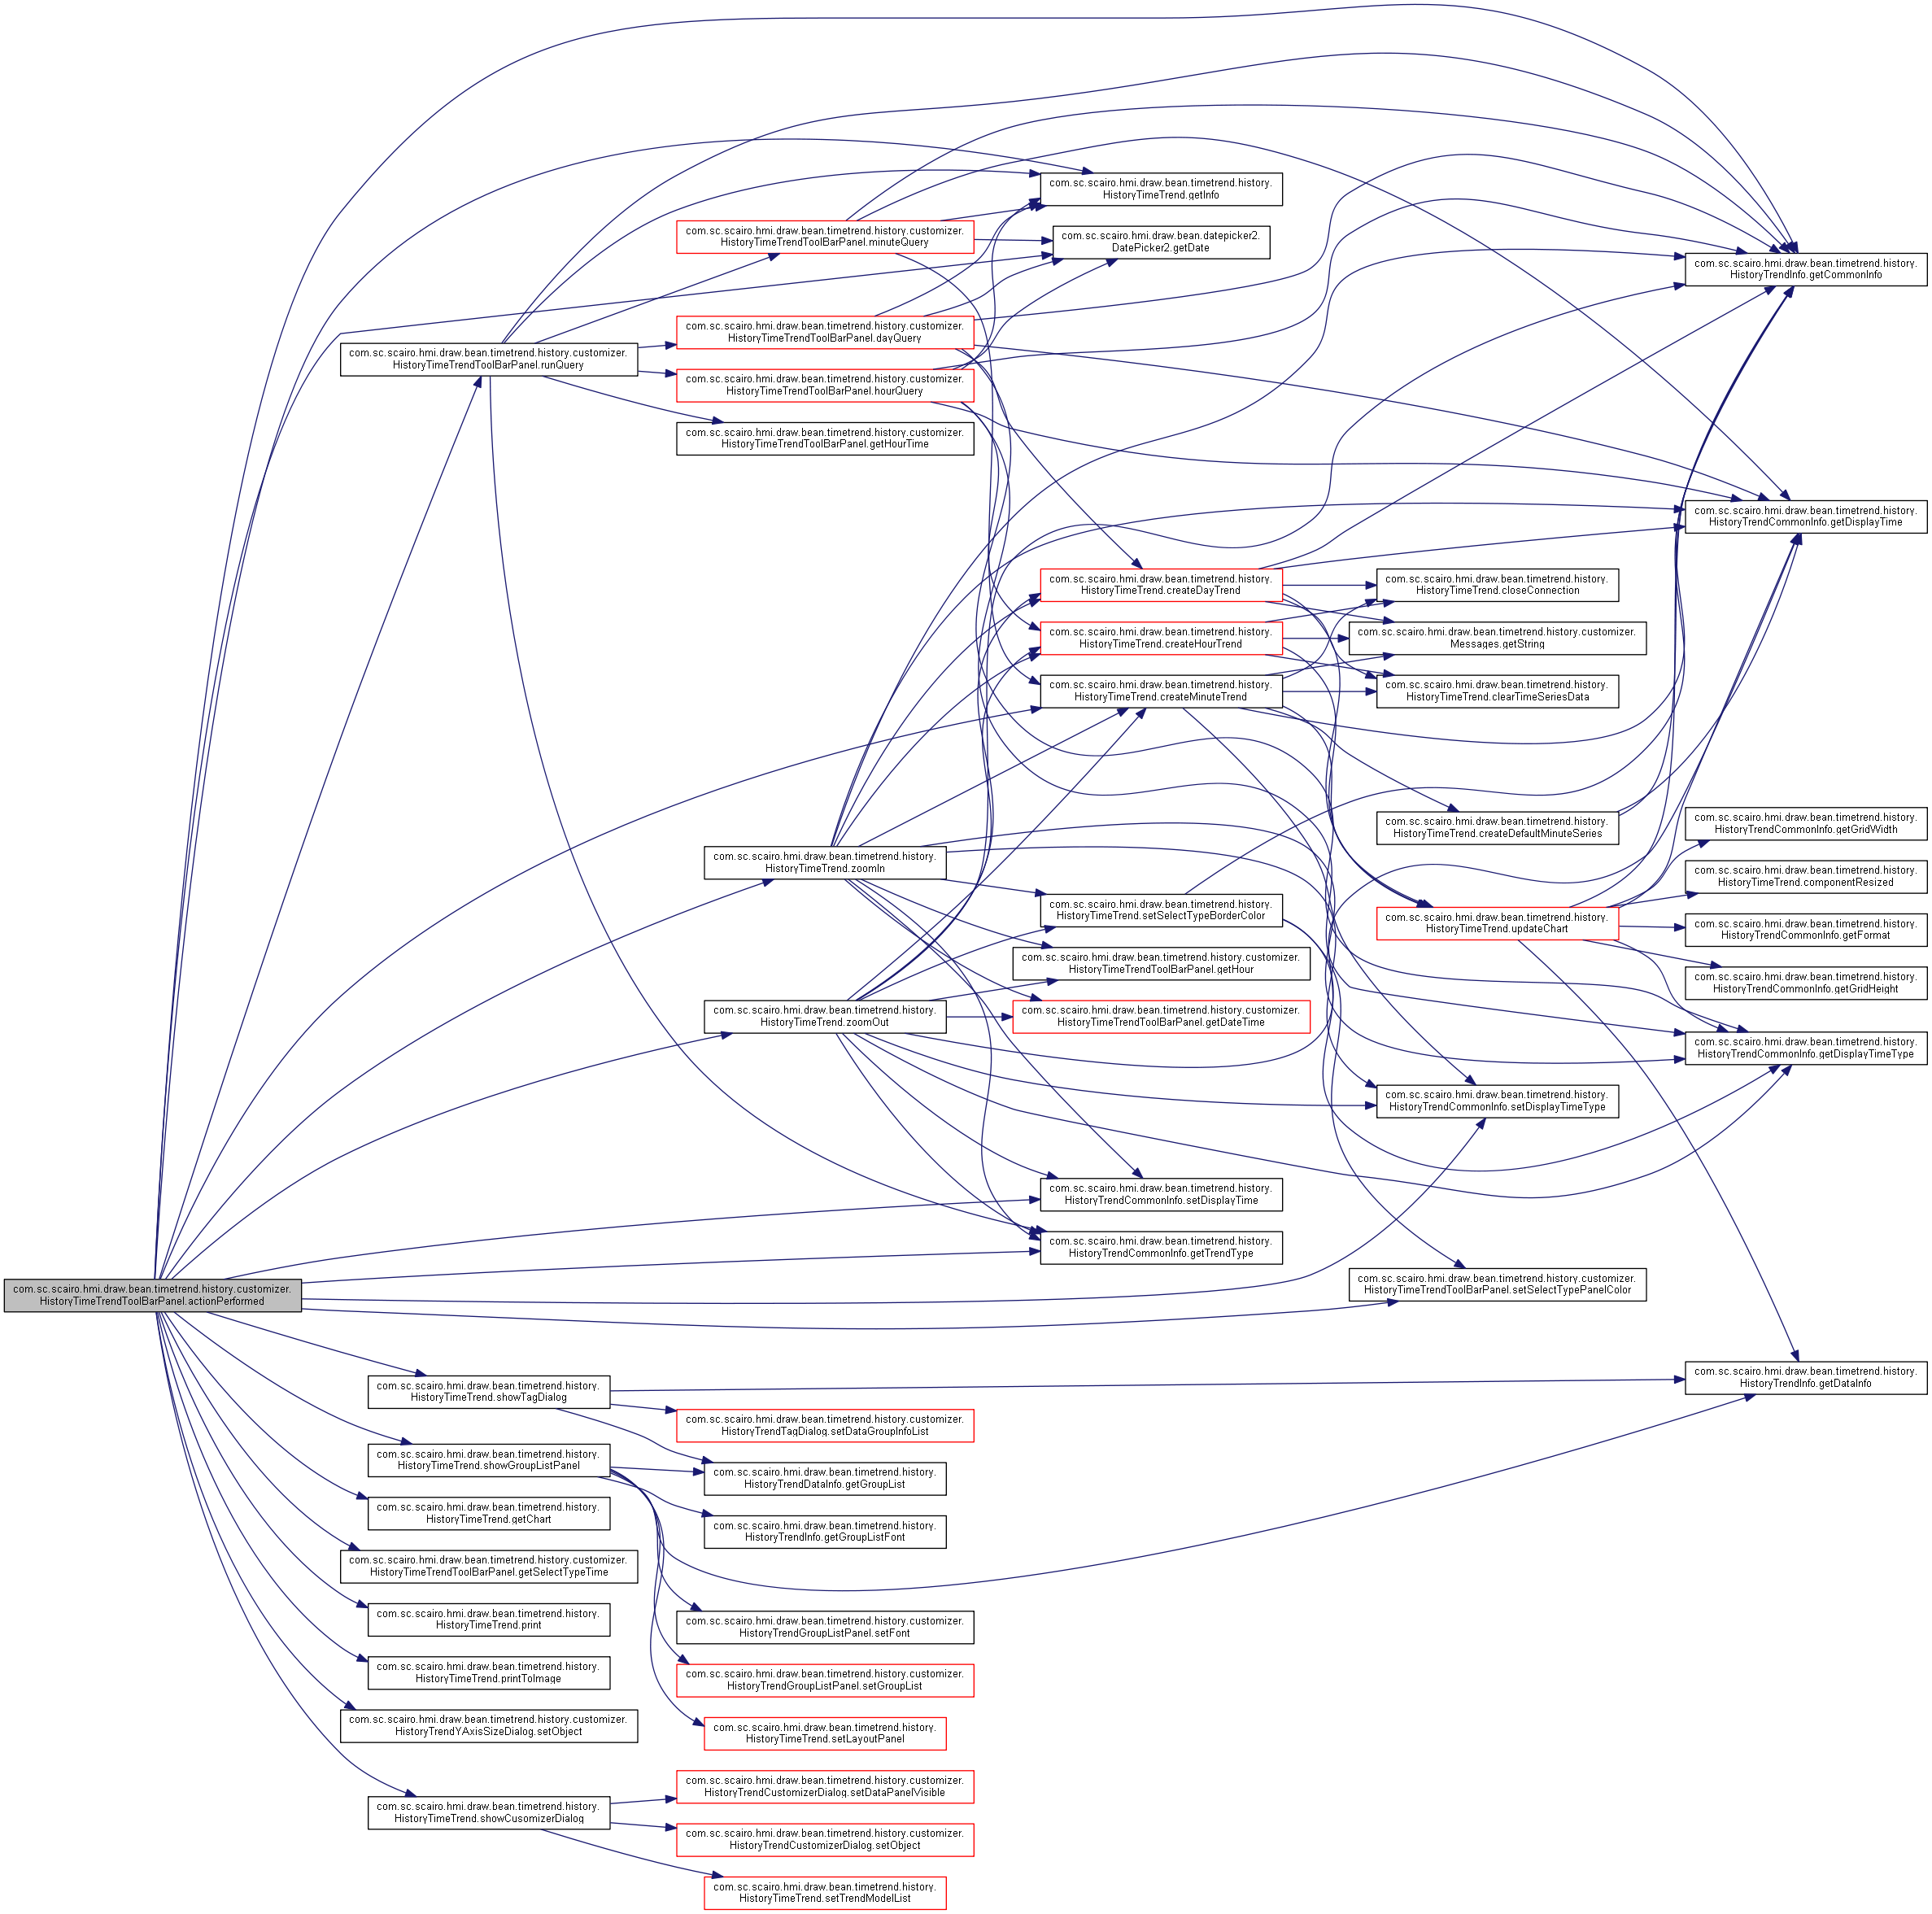 com.sc.scairo.hmi.draw.bean.timetrend.history.
HistoryTimeTrend.getInfo
com.sc.scairo.hmi.draw.bean.timetrend.history.customizer.
HistoryTimeTrendToolBarPanel.minuteQuery
com.sc.scairo.hmi.draw.bean.datepicker2.
DatePicker2.getDate
com.sc.scairo.hmi.draw.bean.timetrend.history.
HistoryTrendInfo.getCommonInfo
com.sc.scairo.hmi.draw.bean.timetrend.history.customizer.
HistoryTimeTrendToolBarPanel.dayQuery
com.sc.scairo.hmi.draw.bean.timetrend.history.customizer.
HistoryTimeTrendToolBarPanel.runQuery
com.sc.scairo.hmi.draw.bean.timetrend.history.customizer.
HistoryTimeTrendToolBarPanel.hourQuery
com.sc.scairo.hmi.draw.bean.timetrend.history.customizer.
HistoryTimeTrendToolBarPanel.getHourTime
com.sc.scairo.hmi.draw.bean.timetrend.history.
HistoryTrendCommonInfo.getDisplayTime
com.sc.scairo.hmi.draw.bean.timetrend.history.
HistoryTimeTrend.createDayTrend
com.sc.scairo.hmi.draw.bean.timetrend.history.
HistoryTimeTrend.closeConnection
com.sc.scairo.hmi.draw.bean.timetrend.history.
HistoryTimeTrend.createHourTrend
com.sc.scairo.hmi.draw.bean.timetrend.history.customizer.
Messages.getString
com.sc.scairo.hmi.draw.bean.timetrend.history.
HistoryTimeTrend.createMinuteTrend
com.sc.scairo.hmi.draw.bean.timetrend.history.
HistoryTimeTrend.clearTimeSeriesData
com.sc.scairo.hmi.draw.bean.timetrend.history.
HistoryTimeTrend.createDefaultMinuteSeries
com.sc.scairo.hmi.draw.bean.timetrend.history.
HistoryTrendCommonInfo.getGridWidth
com.sc.scairo.hmi.draw.bean.timetrend.history.
HistoryTimeTrend.zoomIn
com.sc.scairo.hmi.draw.bean.timetrend.history.
HistoryTimeTrend.componentResized
com.sc.scairo.hmi.draw.bean.timetrend.history.
HistoryTimeTrend.setSelectTypeBorderColor
com.sc.scairo.hmi.draw.bean.timetrend.history.
HistoryTimeTrend.updateChart
com.sc.scairo.hmi.draw.bean.timetrend.history.
HistoryTrendCommonInfo.getFormat
com.sc.scairo.hmi.draw.bean.timetrend.history.customizer.
HistoryTimeTrendToolBarPanel.getHour
com.sc.scairo.hmi.draw.bean.timetrend.history.
HistoryTrendCommonInfo.getGridHeight
com.sc.scairo.hmi.draw.bean.timetrend.history.
HistoryTimeTrend.zoomOut
com.sc.scairo.hmi.draw.bean.timetrend.history.customizer.
HistoryTimeTrendToolBarPanel.getDateTime
com.sc.scairo.hmi.draw.bean.timetrend.history.
HistoryTrendCommonInfo.getDisplayTimeType
com.sc.scairo.hmi.draw.bean.timetrend.history.
HistoryTrendCommonInfo.setDisplayTimeType
com.sc.scairo.hmi.draw.bean.timetrend.history.
HistoryTrendCommonInfo.setDisplayTime
com.sc.scairo.hmi.draw.bean.timetrend.history.
HistoryTrendCommonInfo.getTrendType
com.sc.scairo.hmi.draw.bean.timetrend.history.customizer.
HistoryTimeTrendToolBarPanel.actionPerformed
com.sc.scairo.hmi.draw.bean.timetrend.history.customizer.
HistoryTimeTrendToolBarPanel.setSelectTypePanelColor
com.sc.scairo.hmi.draw.bean.timetrend.history.
HistoryTrendInfo.getDataInfo
com.sc.scairo.hmi.draw.bean.timetrend.history.
HistoryTimeTrend.showTagDialog
com.sc.scairo.hmi.draw.bean.timetrend.history.customizer.
HistoryTrendTagDialog.setDataGroupInfoList
com.sc.scairo.hmi.draw.bean.timetrend.history.
HistoryTimeTrend.showGroupListPanel
com.sc.scairo.hmi.draw.bean.timetrend.history.
HistoryTrendDataInfo.getGroupList
com.sc.scairo.hmi.draw.bean.timetrend.history.
HistoryTimeTrend.getChart
com.sc.scairo.hmi.draw.bean.timetrend.history.
HistoryTrendInfo.getGroupListFont
com.sc.scairo.hmi.draw.bean.timetrend.history.customizer.
HistoryTimeTrendToolBarPanel.getSelectTypeTime
com.sc.scairo.hmi.draw.bean.timetrend.history.
HistoryTimeTrend.print
com.sc.scairo.hmi.draw.bean.timetrend.history.customizer.
HistoryTrendGroupListPanel.setFont
com.sc.scairo.hmi.draw.bean.timetrend.history.
HistoryTimeTrend.printToImage
com.sc.scairo.hmi.draw.bean.timetrend.history.customizer.
HistoryTrendGroupListPanel.setGroupList
com.sc.scairo.hmi.draw.bean.timetrend.history.customizer.
HistoryTrendYAxisSizeDialog.setObject
com.sc.scairo.hmi.draw.bean.timetrend.history.
HistoryTimeTrend.setLayoutPanel
com.sc.scairo.hmi.draw.bean.timetrend.history.customizer.
HistoryTrendCustomizerDialog.setDataPanelVisible
com.sc.scairo.hmi.draw.bean.timetrend.history.
HistoryTimeTrend.showCusomizerDialog
com.sc.scairo.hmi.draw.bean.timetrend.history.customizer.
HistoryTrendCustomizerDialog.setObject
com.sc.scairo.hmi.draw.bean.timetrend.history.
HistoryTimeTrend.setTrendModelList